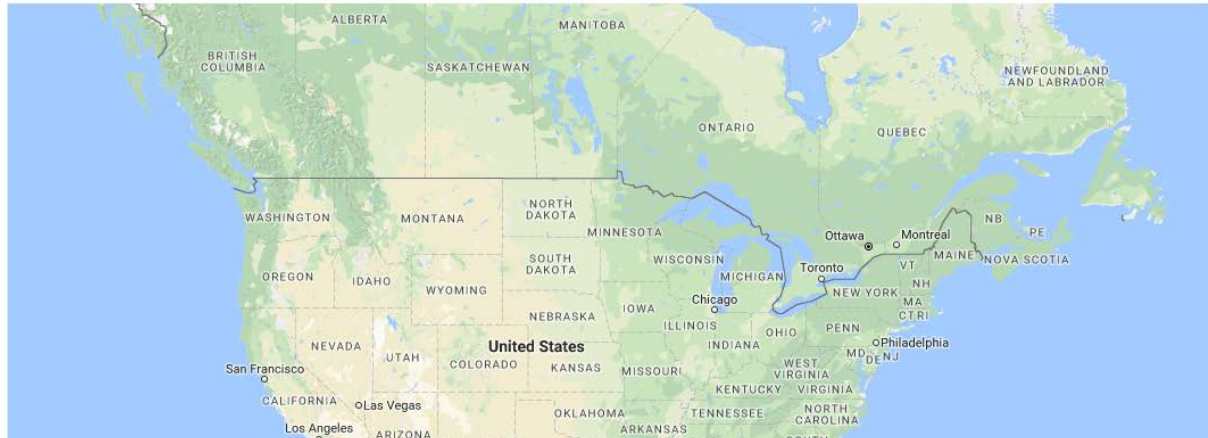 ALBERTA
MANITOBA
BRITISH
COLUMBIA
SASKATCHEWAN
NEWFOUNDLAND
AND LABRADOR
ONTARIO
QUEBEC
WASHINGTON
MONTANA
NORTH
DAKOTA
MINNESOTA
Ottawa
Montreal
NB
PE
MAINE
NOVA SCOTIA
OREGON
IDAHO
WYOMING
SOUTH
DAKOTA
WISCONSIN
MICHIGAN
Toronto
VT
NH
NEW YORK
MA
CT RI
Chicago
IOWA
NEBRASKA
ILLINOIS
INDIANA
OHIO
PENN
Philadelphia
MD
DE
NJ
NEVADA
UTAH
COLORADO
United States
KANSAS
MISSOURI
WEST
VIRGINIA
KENTUCKY
VIRGINIA
San Francisco
CALIFORNIA
Las Vegas
Los Angeles
ARIZONA
OKLAHOMA
ARKANSAS
TENNESSEE
NORTH
CAROLINA